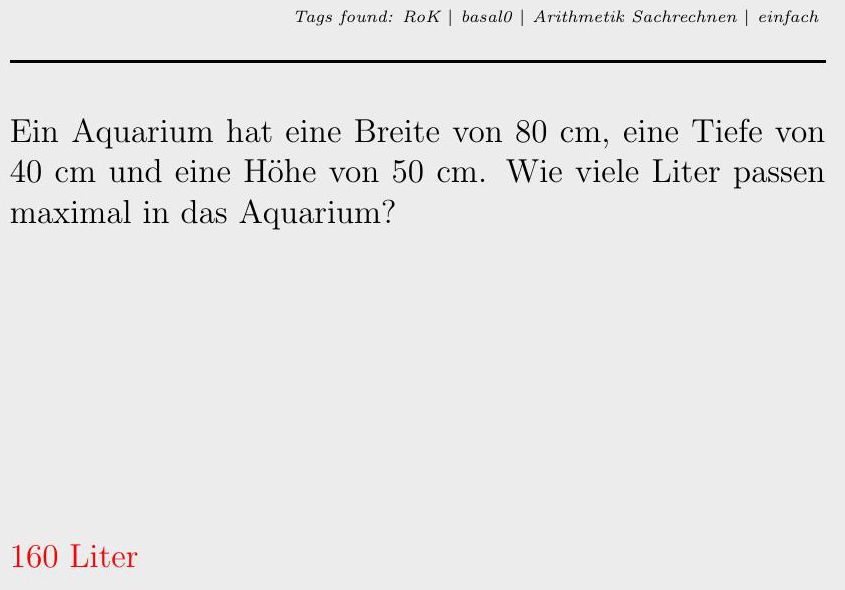 Tags found: RoK | basal0 | Arithmetik Sachrechnen | einfach
Ein Aquarium hat eine Breite von 80 cm, eine Tiefe von
40 cm und eine Höhe von 50 cm. Wie viele Liter passen
maximal in das Aquarium?
160 Liter